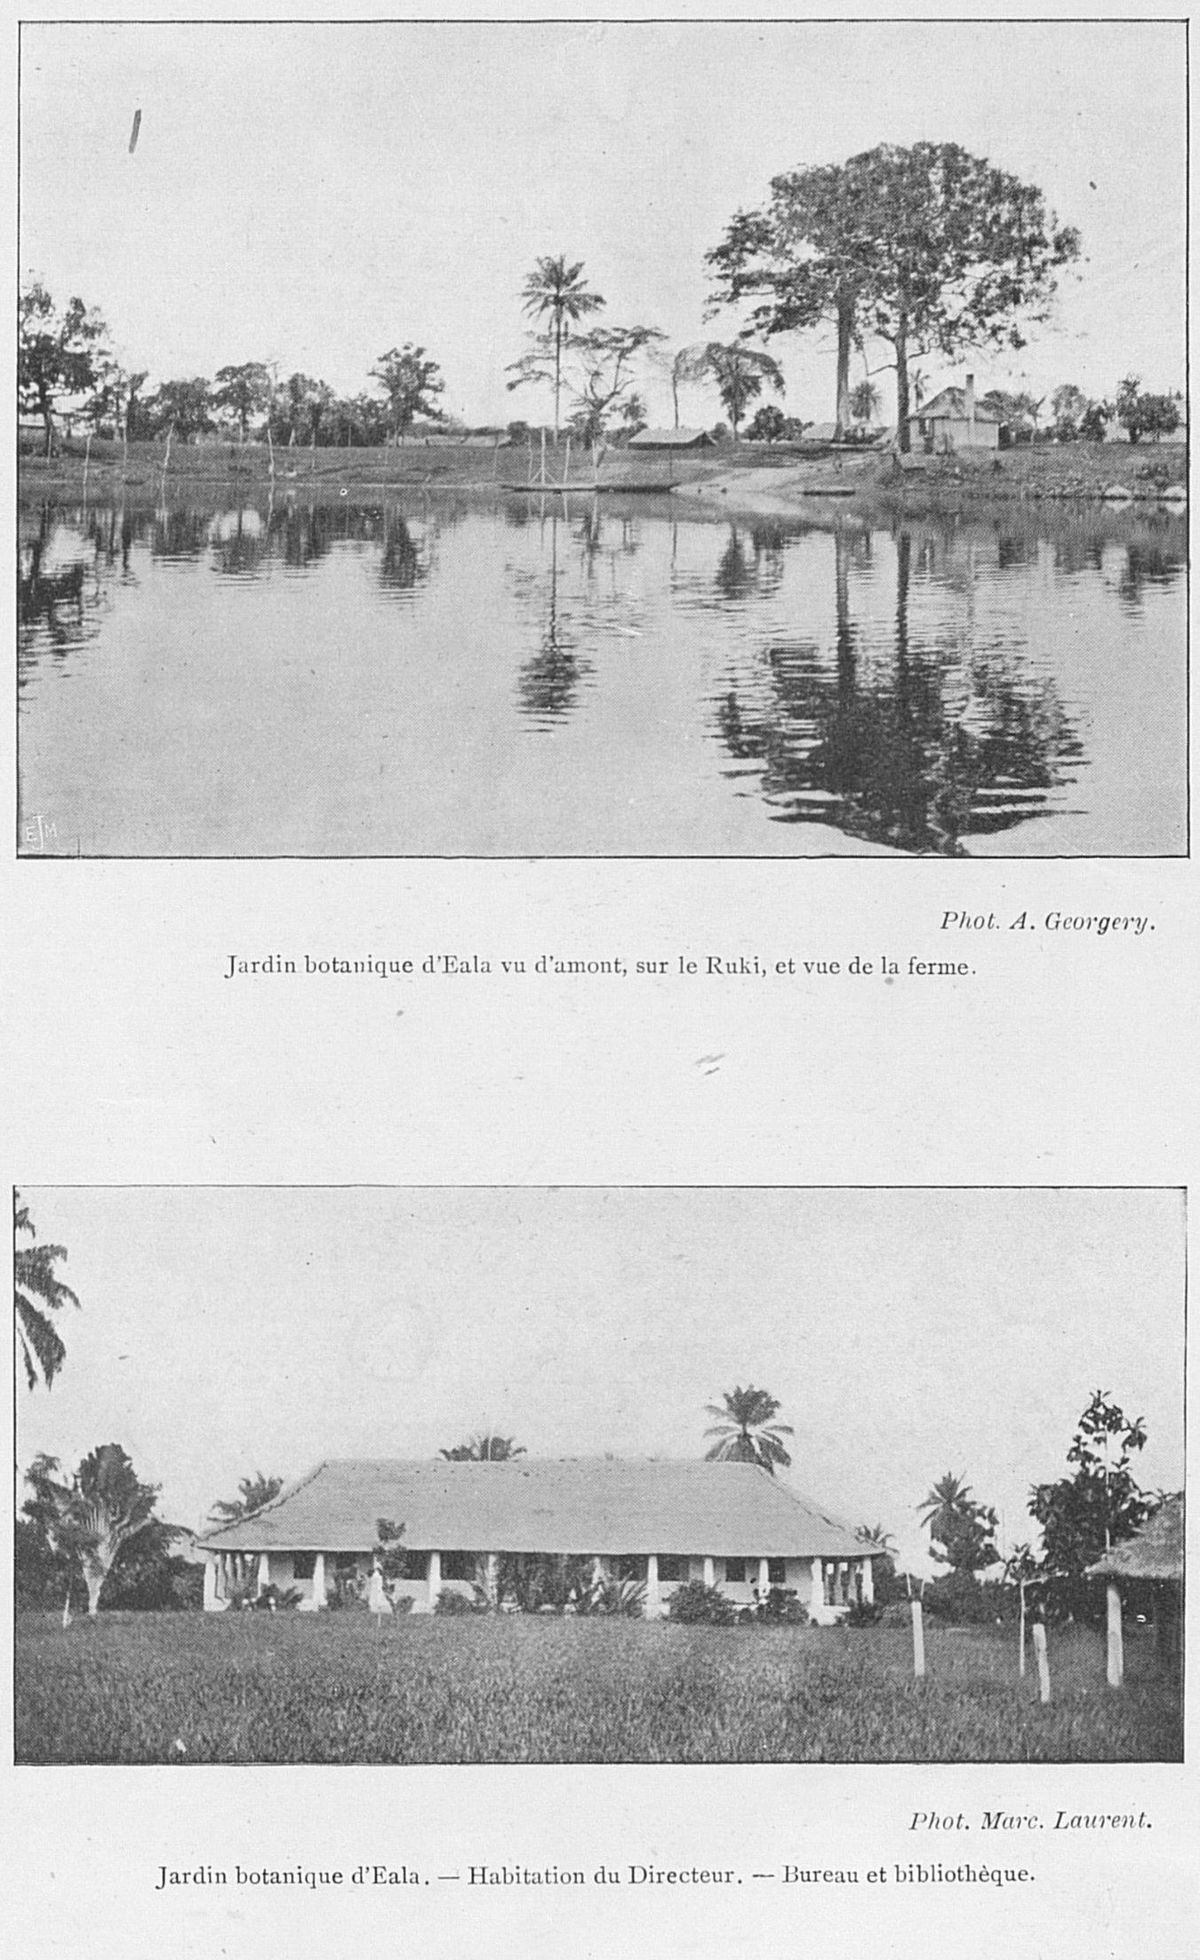 EJM
Phot. A. Georgery.
Jardin botanique d'Eala vu d'amont, sur le Ruki, et vue de la ferme.
Phot. Marc. Laurent.
Jardin botanique d'Eala. — Habitation du Directeur. — Bureau et bibliothèque.